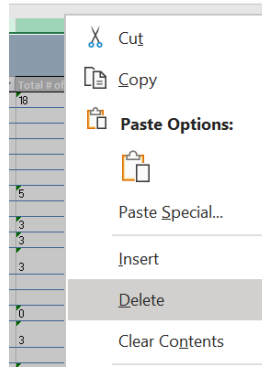 Cut
Copy
Paste Options:
Paste Special...
Insert
Delete
Clear Contents
Total # of
18
5
3
3
3
0
3